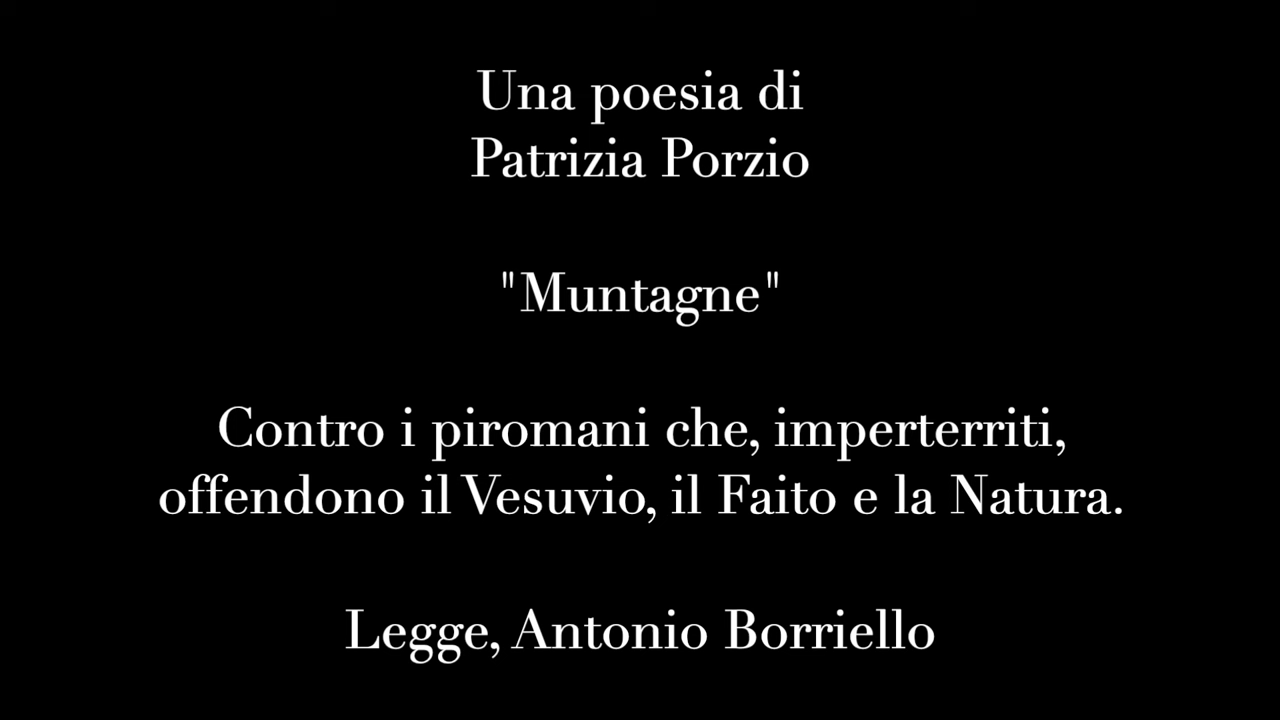 Una poesia di
Patrizia Porzio
"Muntagne"
Contro i piromani che, imperterriti,
offendono il Vesuvio, il Faito e la Natura.
Legge, Antonio Borriello